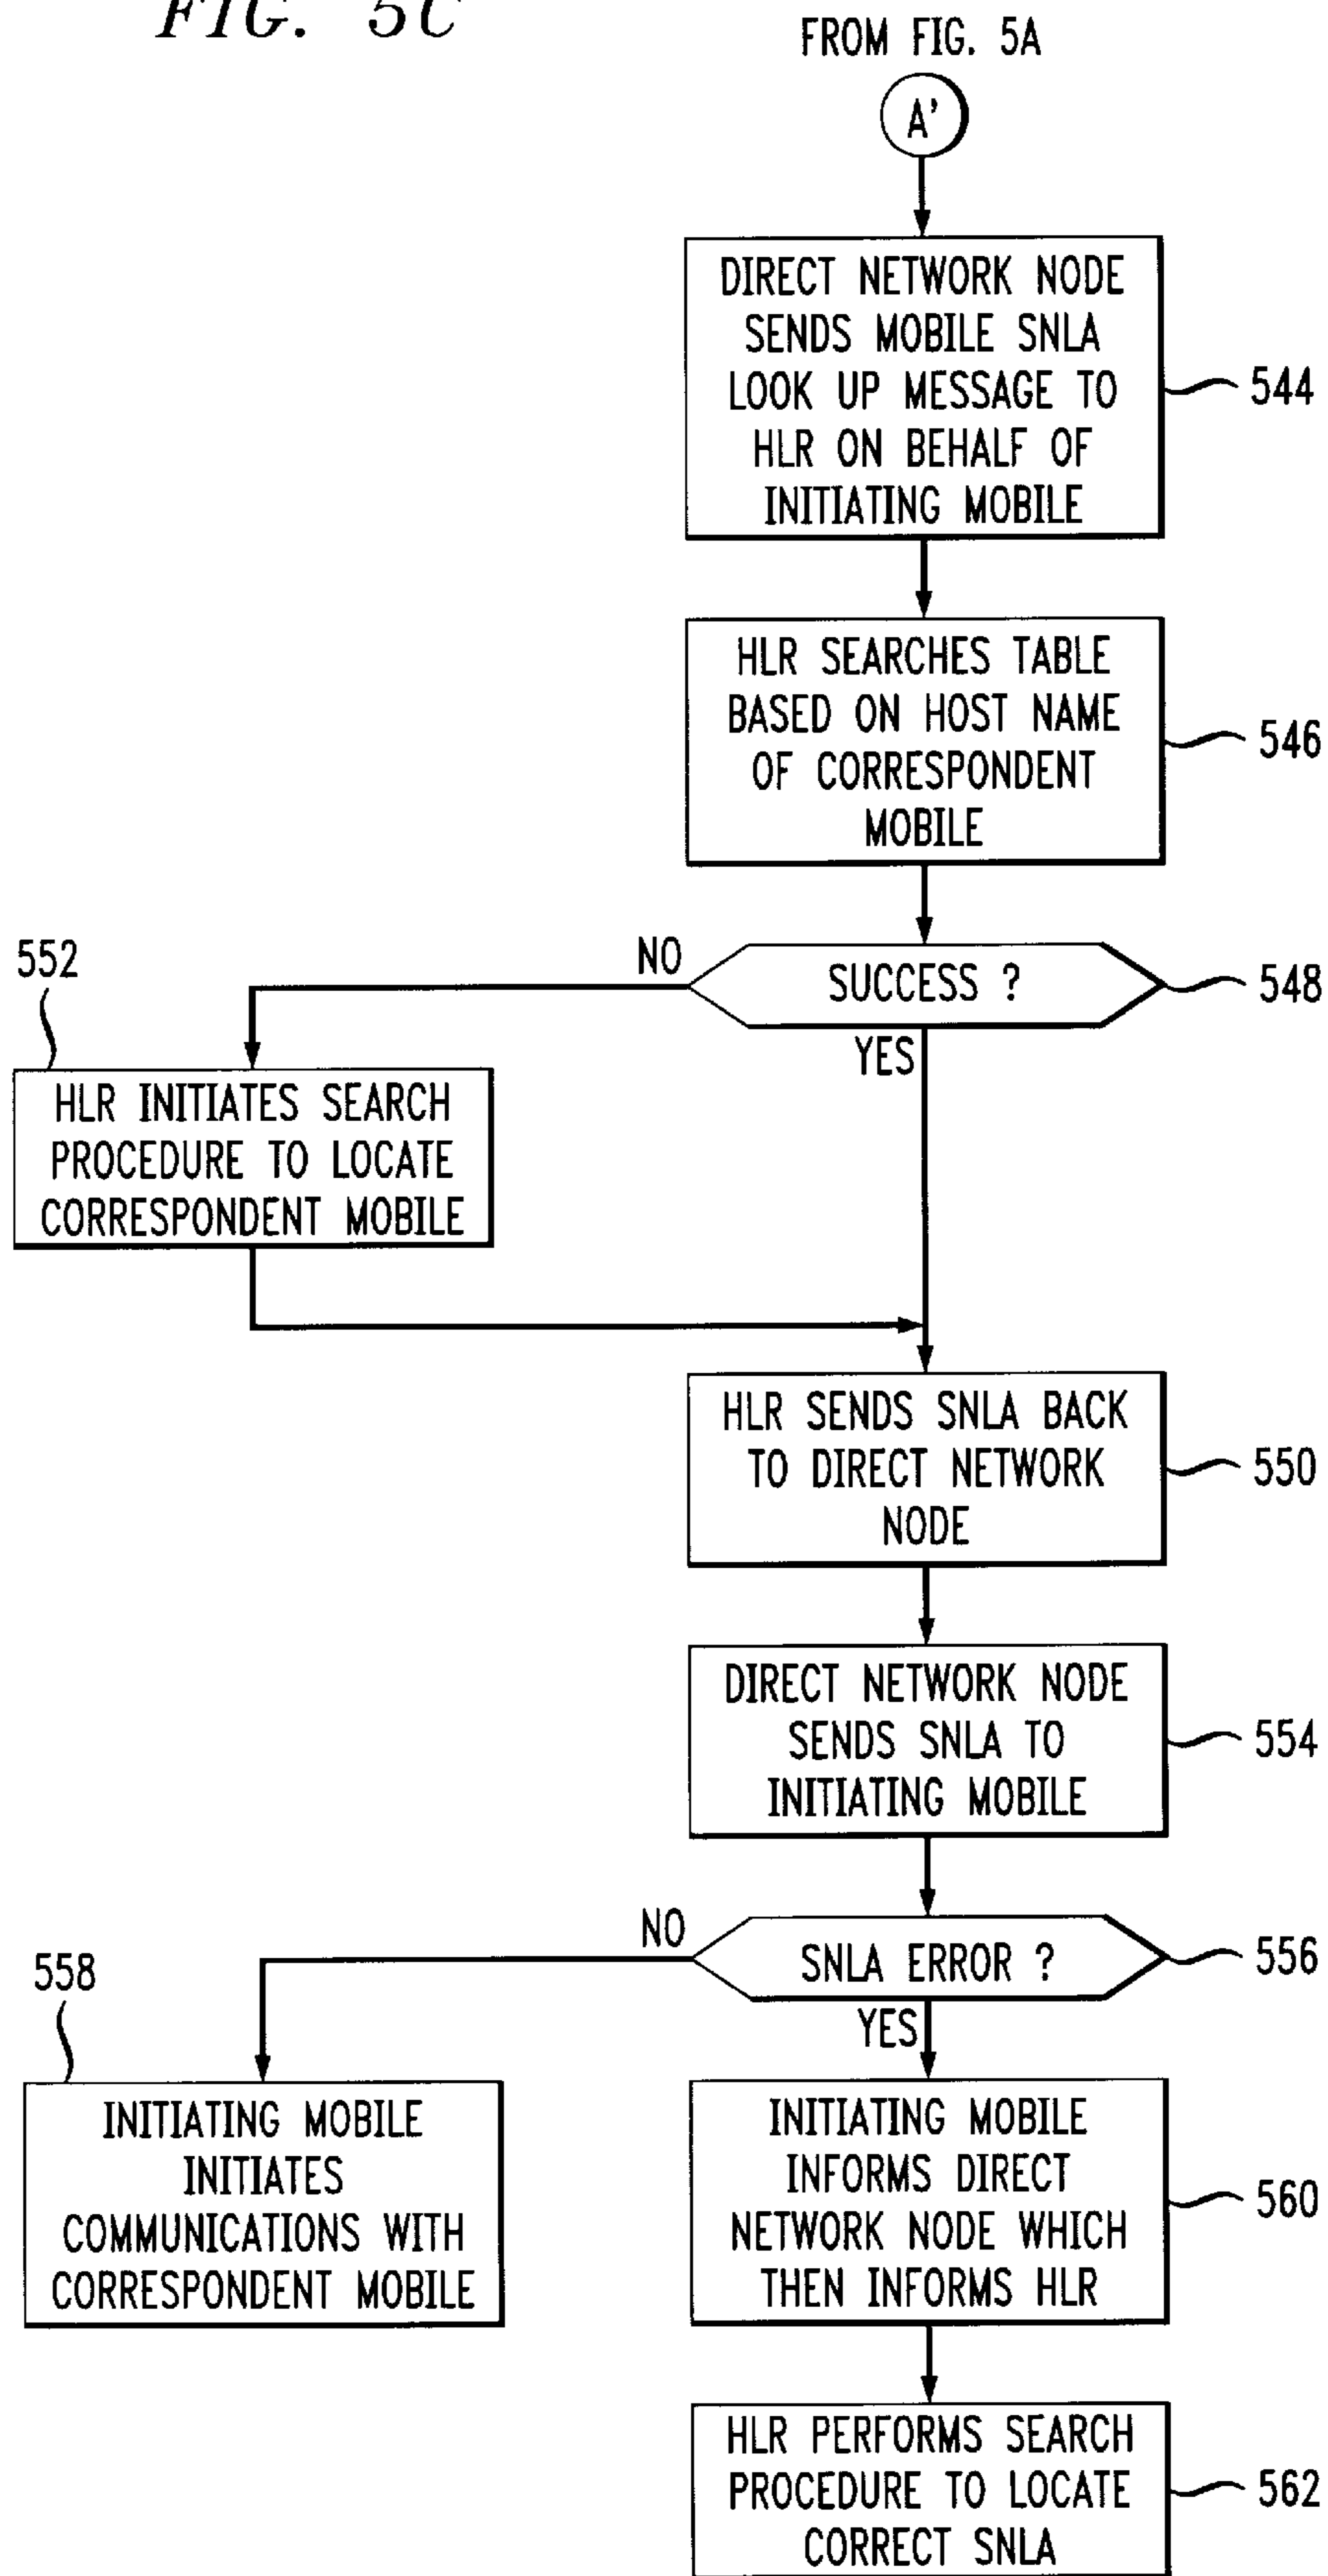 FIG. 5C
FROM FIG. 5A
A'
DIRECT NETWORK NODE
SENDS MOBILE SNLA
LOOK UP MESSAGE TO
HLR ON BEHALF OF
INITIATING MOBILE
544
HLR SEARCHES TABLE
BASED ON HOST NAME
OF CORRESPONDENT
MOBILE
546
SUCCESS ?
548
NO
YES
552
HLR INITIATES SEARCH
PROCEDURE TO LOCATE
CORRESPONDENT MOBILE
HLR SENDS SNLA BACK
TO DIRECT NETWORK
NODE
550
DIRECT NETWORK NODE
SENDS SNLA TO
INITIATING MOBILE
554
SNLA ERROR ?
556
NO
YES
558
INITIATING MOBILE
INITIATES
COMMUNICATIONS WITH
CORRESPONDENT MOBILE
INITIATING MOBILE
INFORMS DIRECT
NETWORK NODE WHICH
THEN INFORMS HLR
560
HLR PERFORMS SEARCH
PROCEDURE TO LOCATE
CORRECT SNLA
562